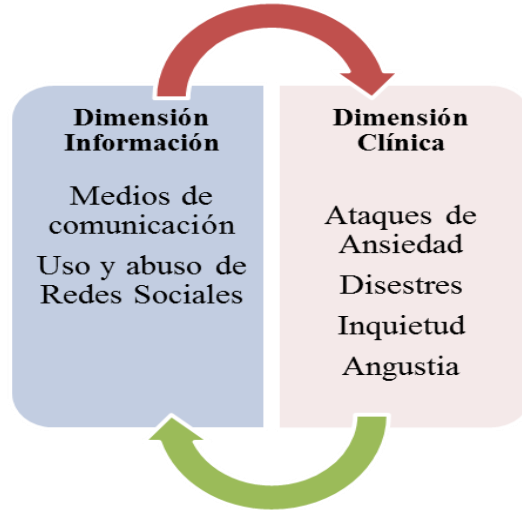 Dimensión
Información
Medios de
comunicación
Uso y abuso de
Redes Sociales
Dimensión
Clínica
Ataques de
Ansiedad
Disestres
Inquietud
Angustia